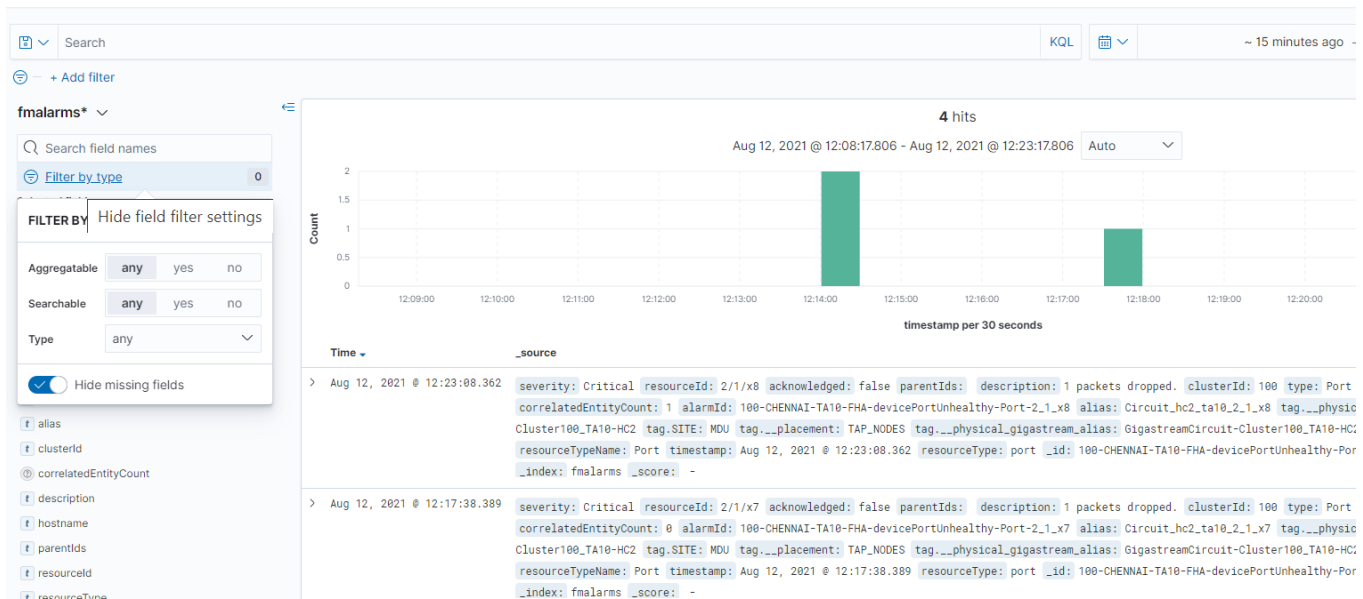 Search KQL ~ 15 minutes ago
+ Add filter
fmalarms*
Search field names
Filter by type 0
FILTER BY
Hide field filter settings
Aggregatable any yes no
Searchable any yes no
Type any
Hide missing fields
t alias
t clusterId
? correlatedEntityCount
t description
t hostname
t parentIds
t resourceId
t resourceType
4 hits
Aug 12, 2021 @ 12:08:17.806 - Aug 12, 2021 @ 12:23:17.806 Auto
Count
2
1.5
1
0.5
0
12:09:00 12:10:00 12:11:00 12:12:00 12:13:00 12:14:00 12:15:00 12:16:00 12:17:00 12:18:00 12:19:00 12:20:00
timestamp per 30 seconds
Time _source
Aug 12, 2021 @ 12:23:08.362 severity: Critical resourceId: 2/1/x8 acknowledged: false parentIds: description: 1 packets dropped. clusterId: 100 type: Port
correlatedEntityCount: 1 alarmId: 100-CHENNAI-TA10-FHA-devicePortUnhealthy-Port-2_1_x8 alias: Circuit_hc2_ta10_2_1_x8 tag.__physic
Cluster100_TA10-HC2 tag.SITE: MDU tag.__placement: TAP_NODES tag.__physical_gigastream_alias: GigastreamCircuit-Cluster100_TA10-HC2
resourceTypeName: Port timestamp: Aug 12, 2021 @ 12:23:08.362 resourceType: port _id: 100-CHENNAI-TA10-FHA-devicePortUnhealthy-Por
_index: fmalarms _score: -
Aug 12, 2021 @ 12:17:38.389 severity: Critical resourceId: 2/1/x7 acknowledged: false parentIds: description: 1 packets dropped. clusterId: 100 type: Port
correlatedEntityCount: 0 alarmId: 100-CHENNAI-TA10-FHA-devicePortUnhealthy-Port-2_1_x7 alias: Circuit_hc2_ta10_2_1_x7 tag.__physic
Cluster100_TA10-HC2 tag.SITE: MDU tag.__placement: TAP_NODES tag.__physical_gigastream_alias: GigastreamCircuit-Cluster100_TA10-HC2
resourceTypeName: Port timestamp: Aug 12, 2021 @ 12:17:38.389 resourceType: port _id: 100-CHENNAI-TA10-FHA-devicePortUnhealthy-Por
_index: fmalarms _score: -